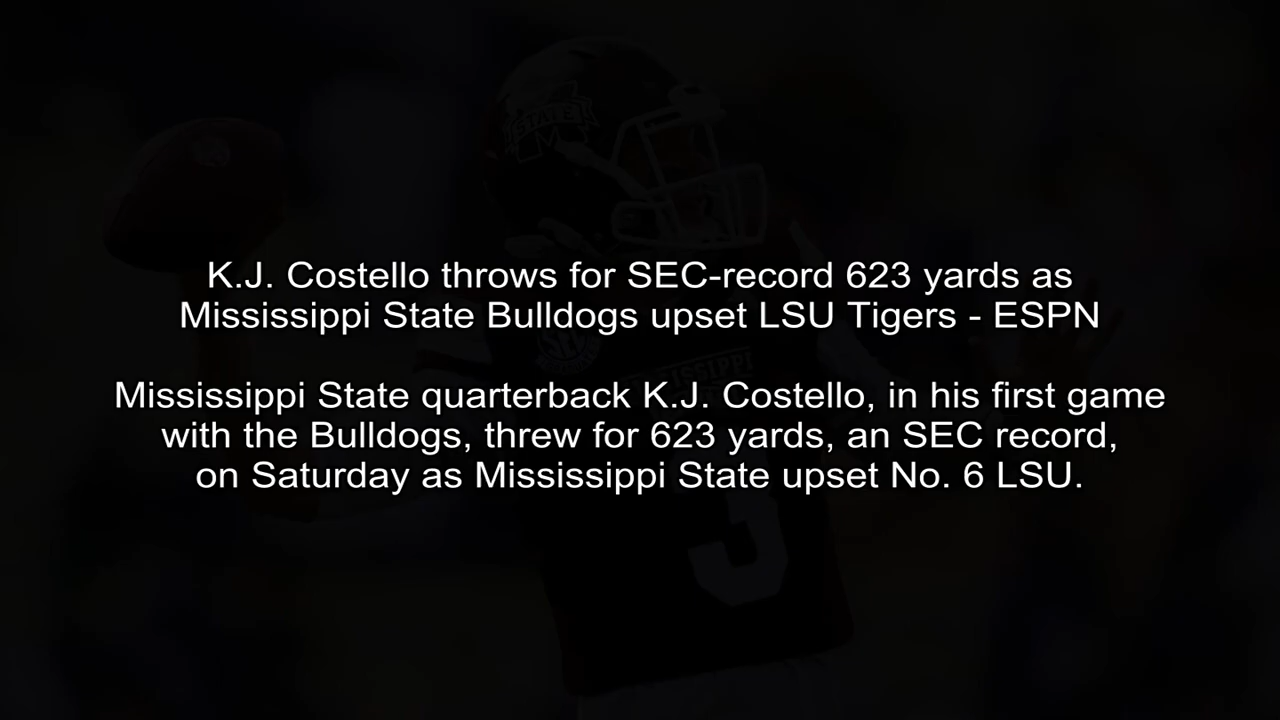 STATE
K.J. Costello throws for SEC-record 623 yards as
Mississippi State Bulldogs upset LSU Tigers - ESPN
Mississippi State quarterback K.J. Costello, in his first game
with the Bulldogs, threw for 623 yards, an SEC record,
on Saturday as Mississippi State upset No. 6 LSU.
3